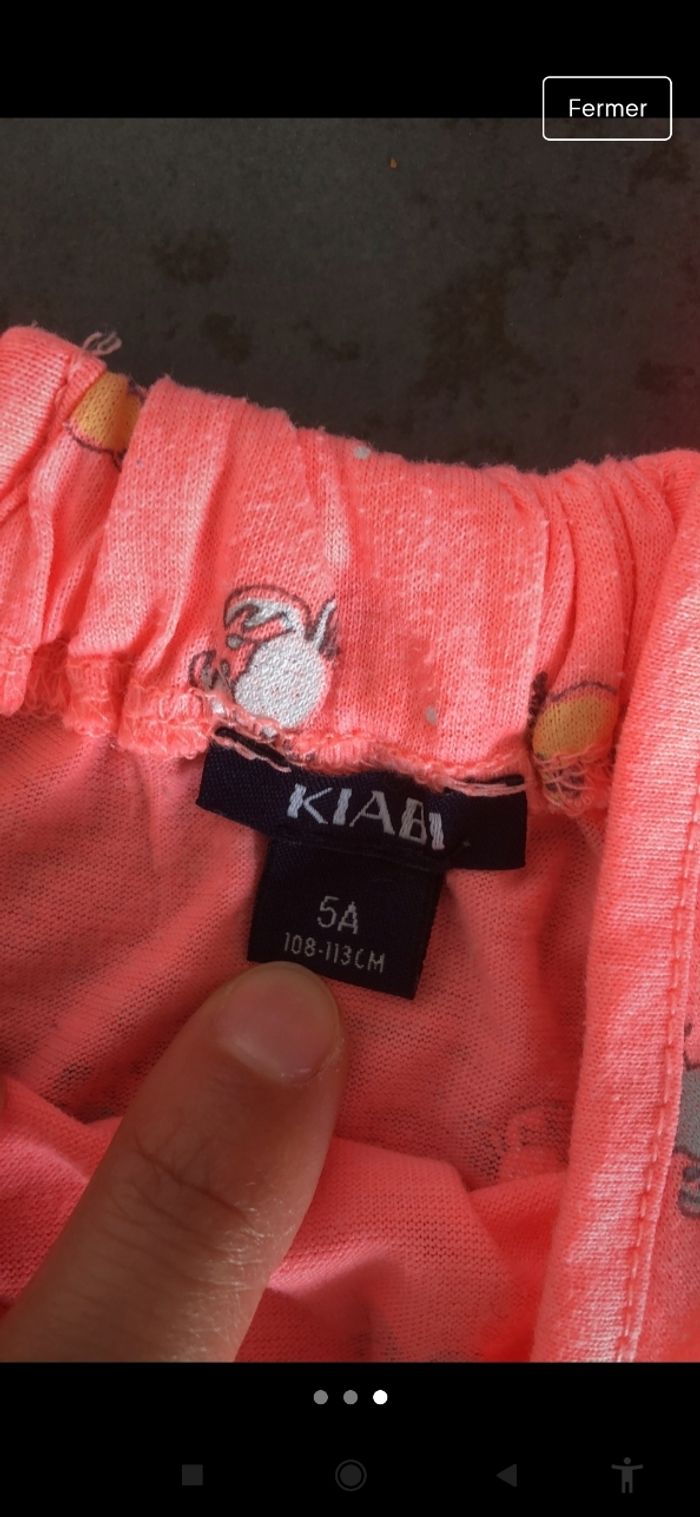 Fermer
KIABI
5A
108-113CM